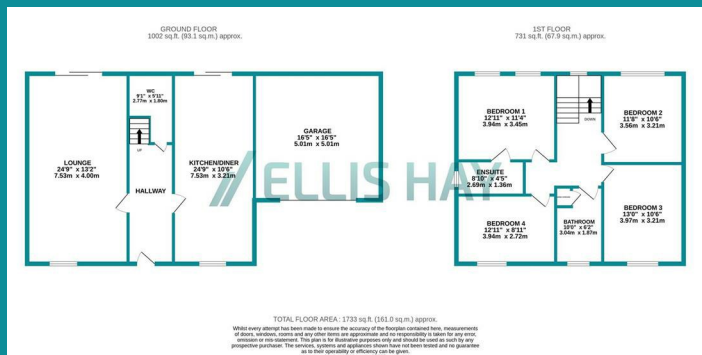 GROUND FLOOR
1002 sq.ft. (93.1 sq.m.) approx.
1ST FLOOR
731 sq.ft. (67.9 sq.m.) approx.
WC
9'1" x 5'11"
2.77m x 1.80m
UP
LOUNGE
24'9" x 13'2"
7.53m x 4.00m
HALLWAY
KITCHEN/DINER
24'9" x 10'6"
7.53m x 3.21m
GARAGE
16'5" x 16'5"
5.01m x 5.01m
ELLIS HAY
BEDROOM 1
12'11" x 11'4"
3.94m x 3.45m
DOWN
BEDROOM 2
11'8" x 10'6"
3.56m x 3.21m
ENSUITE
8'10" x 4'5"
2.69m x 1.36m
BEDROOM 4
12'11" x 8'11"
3.94m x 2.72m
BATHROOM
10'0" x 6'2"
3.04m x 1.87m
BEDROOM 3
13'0" x 10'6"
3.97m x 3.21m
TOTAL FLOOR AREA : 1733 sq.ft. (161.0 sq.m.) approx.
Whilst every attempt has been made to ensure the accuracy of the floorplan contained here, measurements
of doors, windows, rooms and any other items are approximate and no responsibility is taken for any error,
omission or mis-statement. This plan is for illustrative purposes only and should be used as such by any
prospective purchaser. The services, systems and appliances shown have not been tested and no guarantee
as to their operability or efficiency can be given.